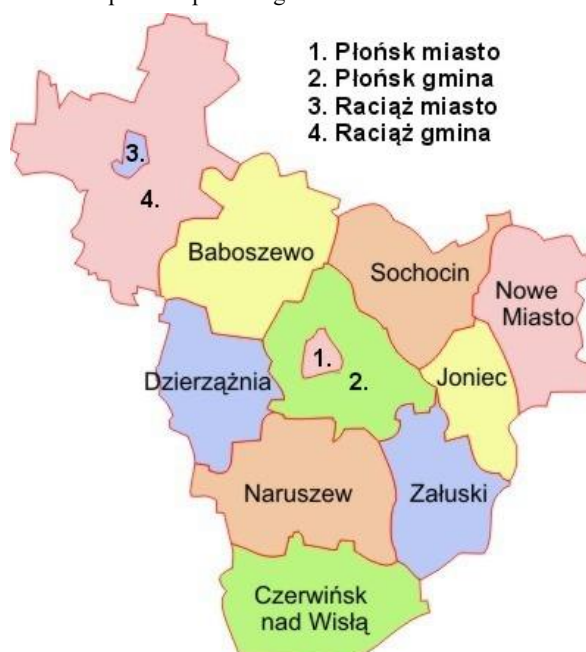 1. Płońsk miasto
2. Płońsk gmina
3. Raciąż miasto
4. Raciąż gmina
3.
4.
Baboszewo
Sochocin
Nowe
Miasto
1.
2.
Dzierzążnia
Joniec
Naruszew
Załuski
Czerwińsk
nad Wisłą